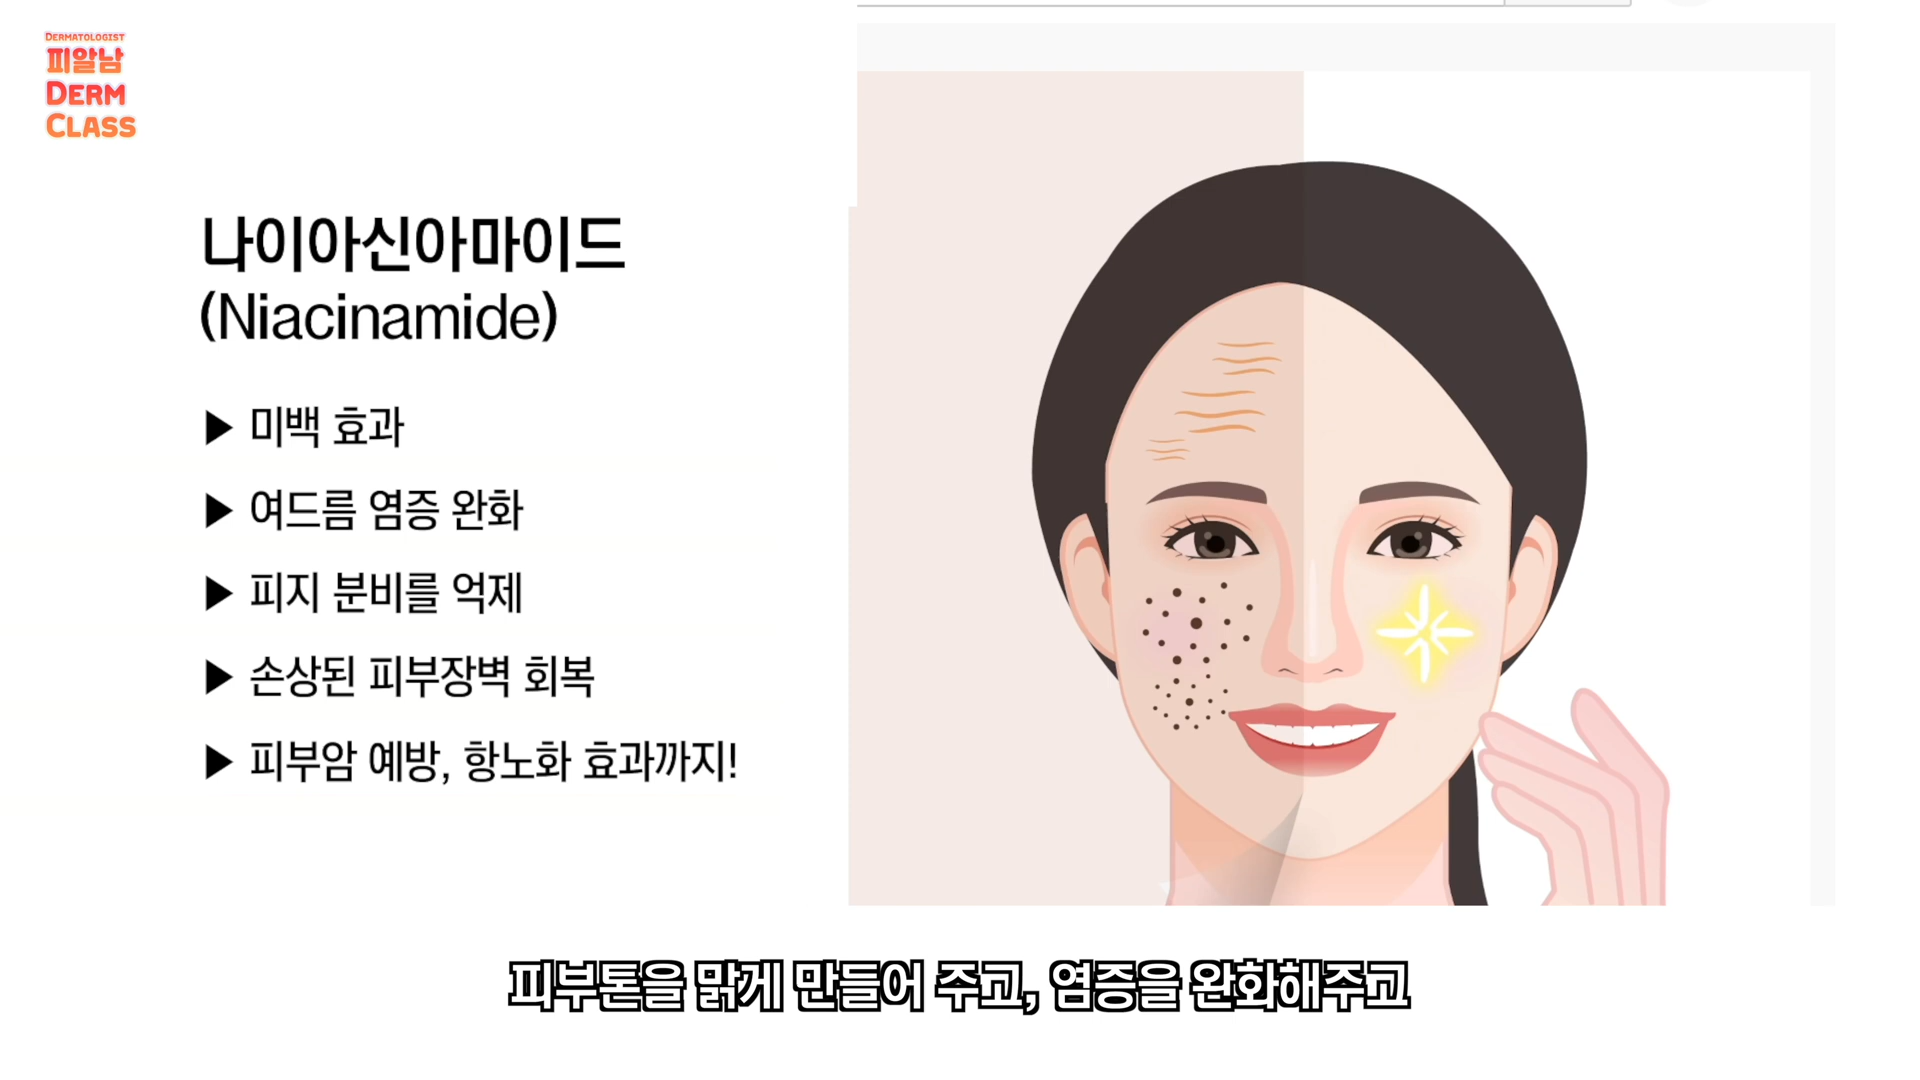 DERMATOLOGIST
피알남
DERM
CLASS
나이아신아마이드
(Niacinamide)
▶ 미백 효과
▶ 여드름 염증 완화
▶ 피지 분비를 억제
▶ 손상된 피부장벽 회복
▶ 피부암 예방, 항노화 효과까지!
피부톤을 맑게 만들어 주고, 염증을 완화해주고